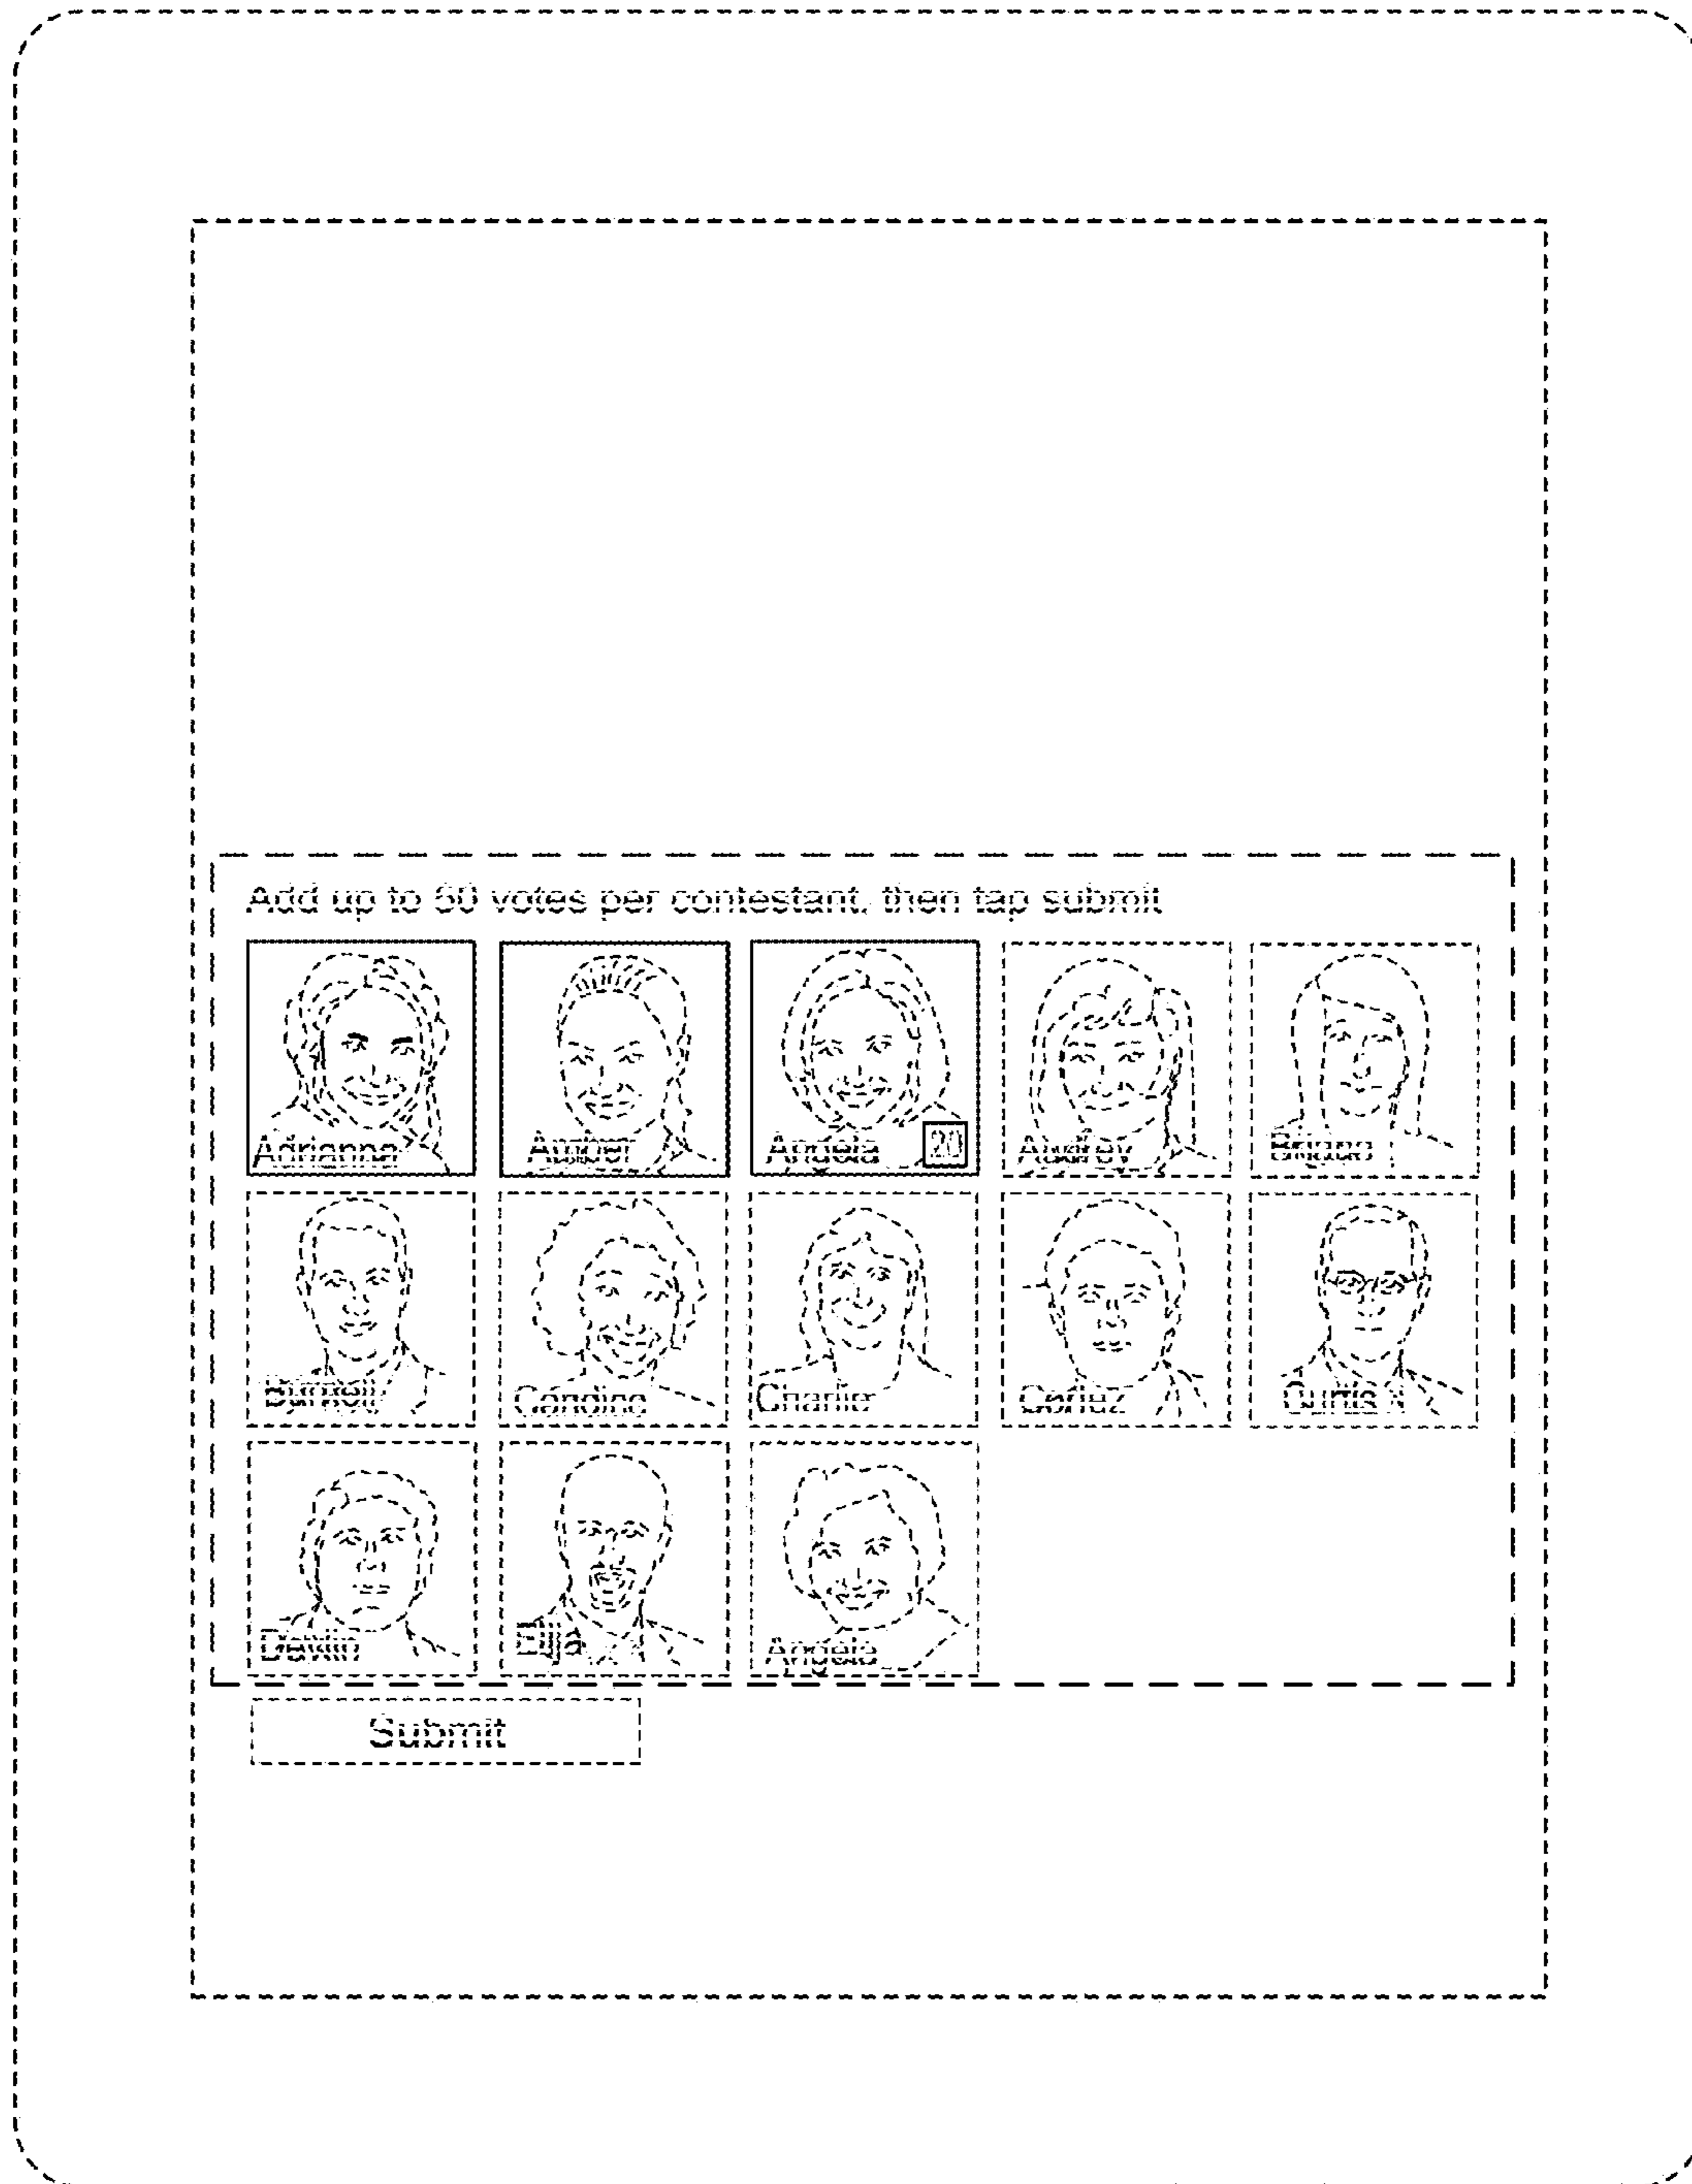 Add up to 50 votes per contestant, then tap submit
Adrianna Amber Angela 20 Audrey
Burkell Candice Charlie Cortez Curtis
Devin Elija Angela
Submit